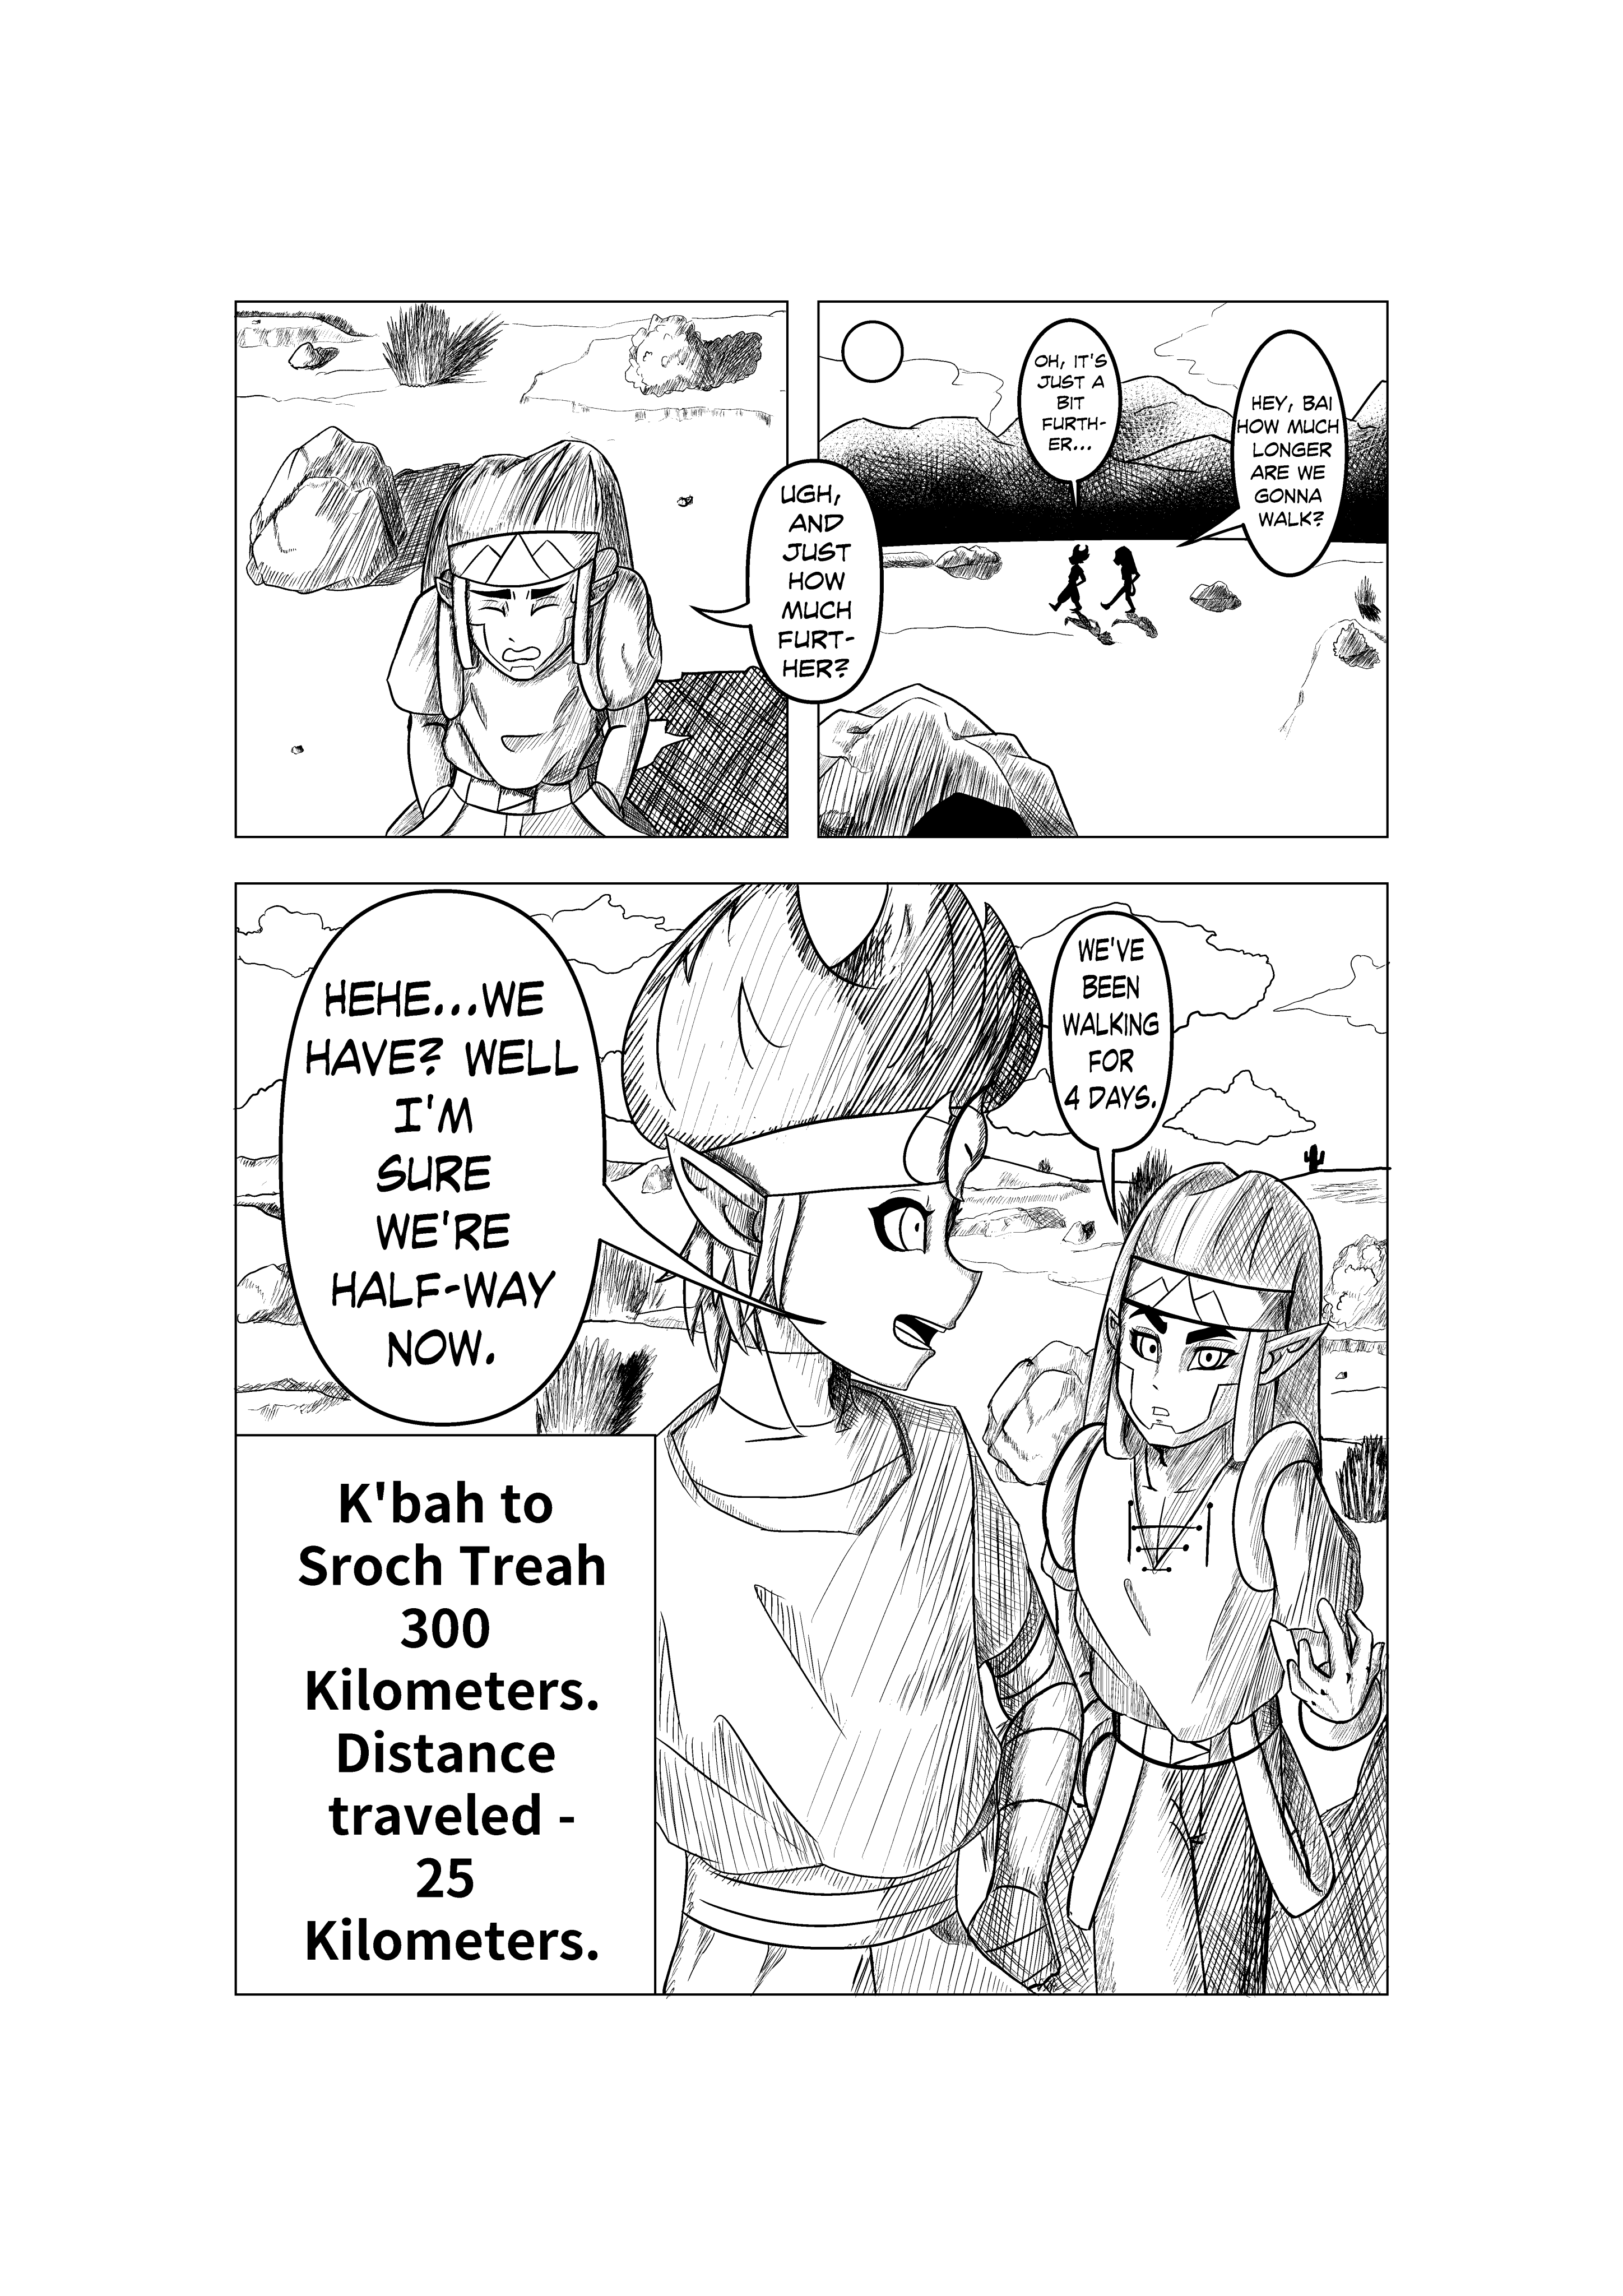 HEY, BAI
HOW MUCH
LONGER
ARE WE
GONNA
WALK?
OH, IT'S
JUST A
BIT
FURTH-
ER...
UGH,
AND
JUST
HOW
MUCH
FURT-
HER?
WE'VE
BEEN
WALKING
FOR
4 DAYS.
HEHE...WE
HAVE? WELL
I'M
SURE
WE'RE
HALF-WAY
NOW.
K'bah to
Sroch Treah
300
Kilometers.
Distance
traveled -
25
Kilometers.